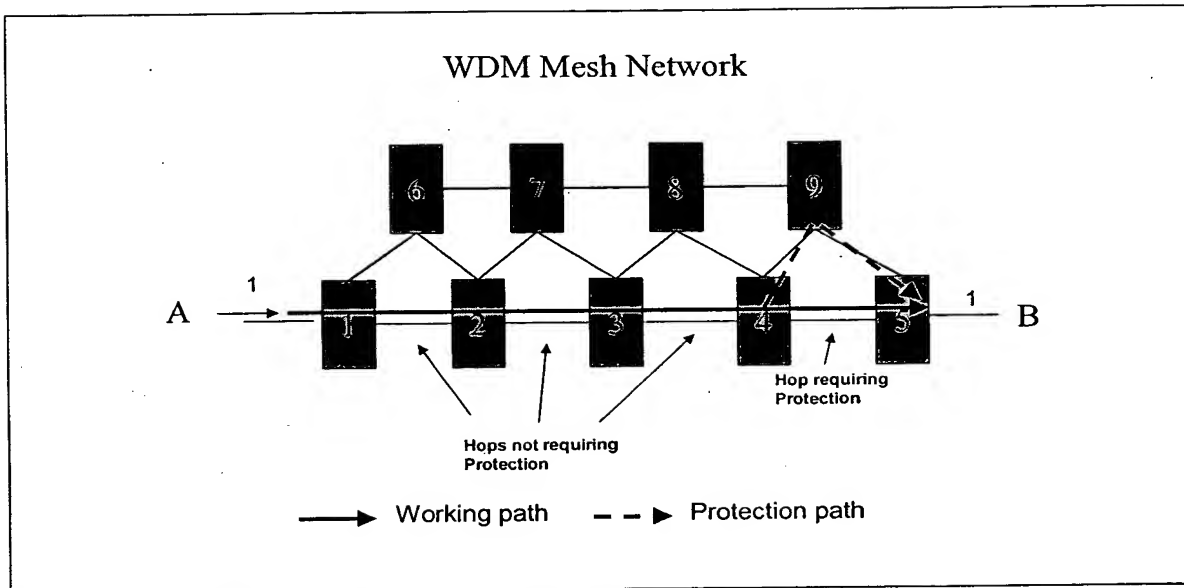 WDM Mesh Network
6 7 8 9
1
A
1 2 3 4 5
1
B
Hop requiring
Protection
Hops not requiring
Protection
Working path
Protection path